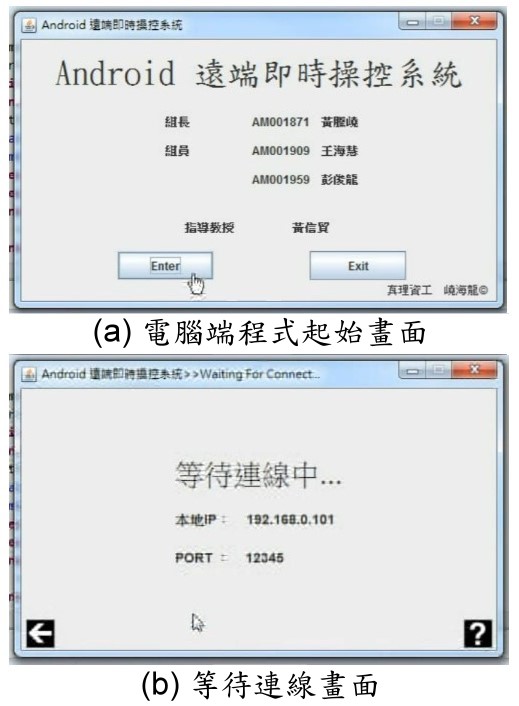 Android 遠端即時操控系統
Android 遠端即時操控系統
組長 AM001871 黃服嶢
組員 AM001909 王海慧
AM001959 彭俊龍
指導教授 黃信貿
Enter Exit
真理資工 嶢海龍©
(a) 電腦端程式起始畫面
Android 遠端即時操控系統>>Waiting For Connect...
等待連線中...
本地IP： 192.168.0.101
PORT： 12345
?
(b) 等待連線畫面